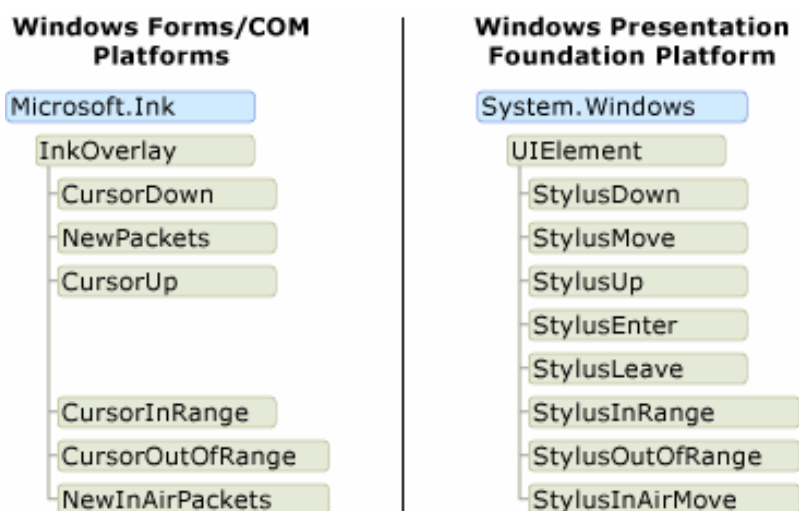 Windows Forms/COM
Platforms
Microsoft.Ink
InkOverlay
CursorDown
NewPackets
CursorUp
CursorInRange
CursorOutOfRange
NewInAirPackets
Windows Presentation
Foundation Platform
System.Windows
UIElement
StylusDown
StylusMove
StylusUp
StylusEnter
StylusLeave
StylusInRange
StylusOutOfRange
StylusInAirMove